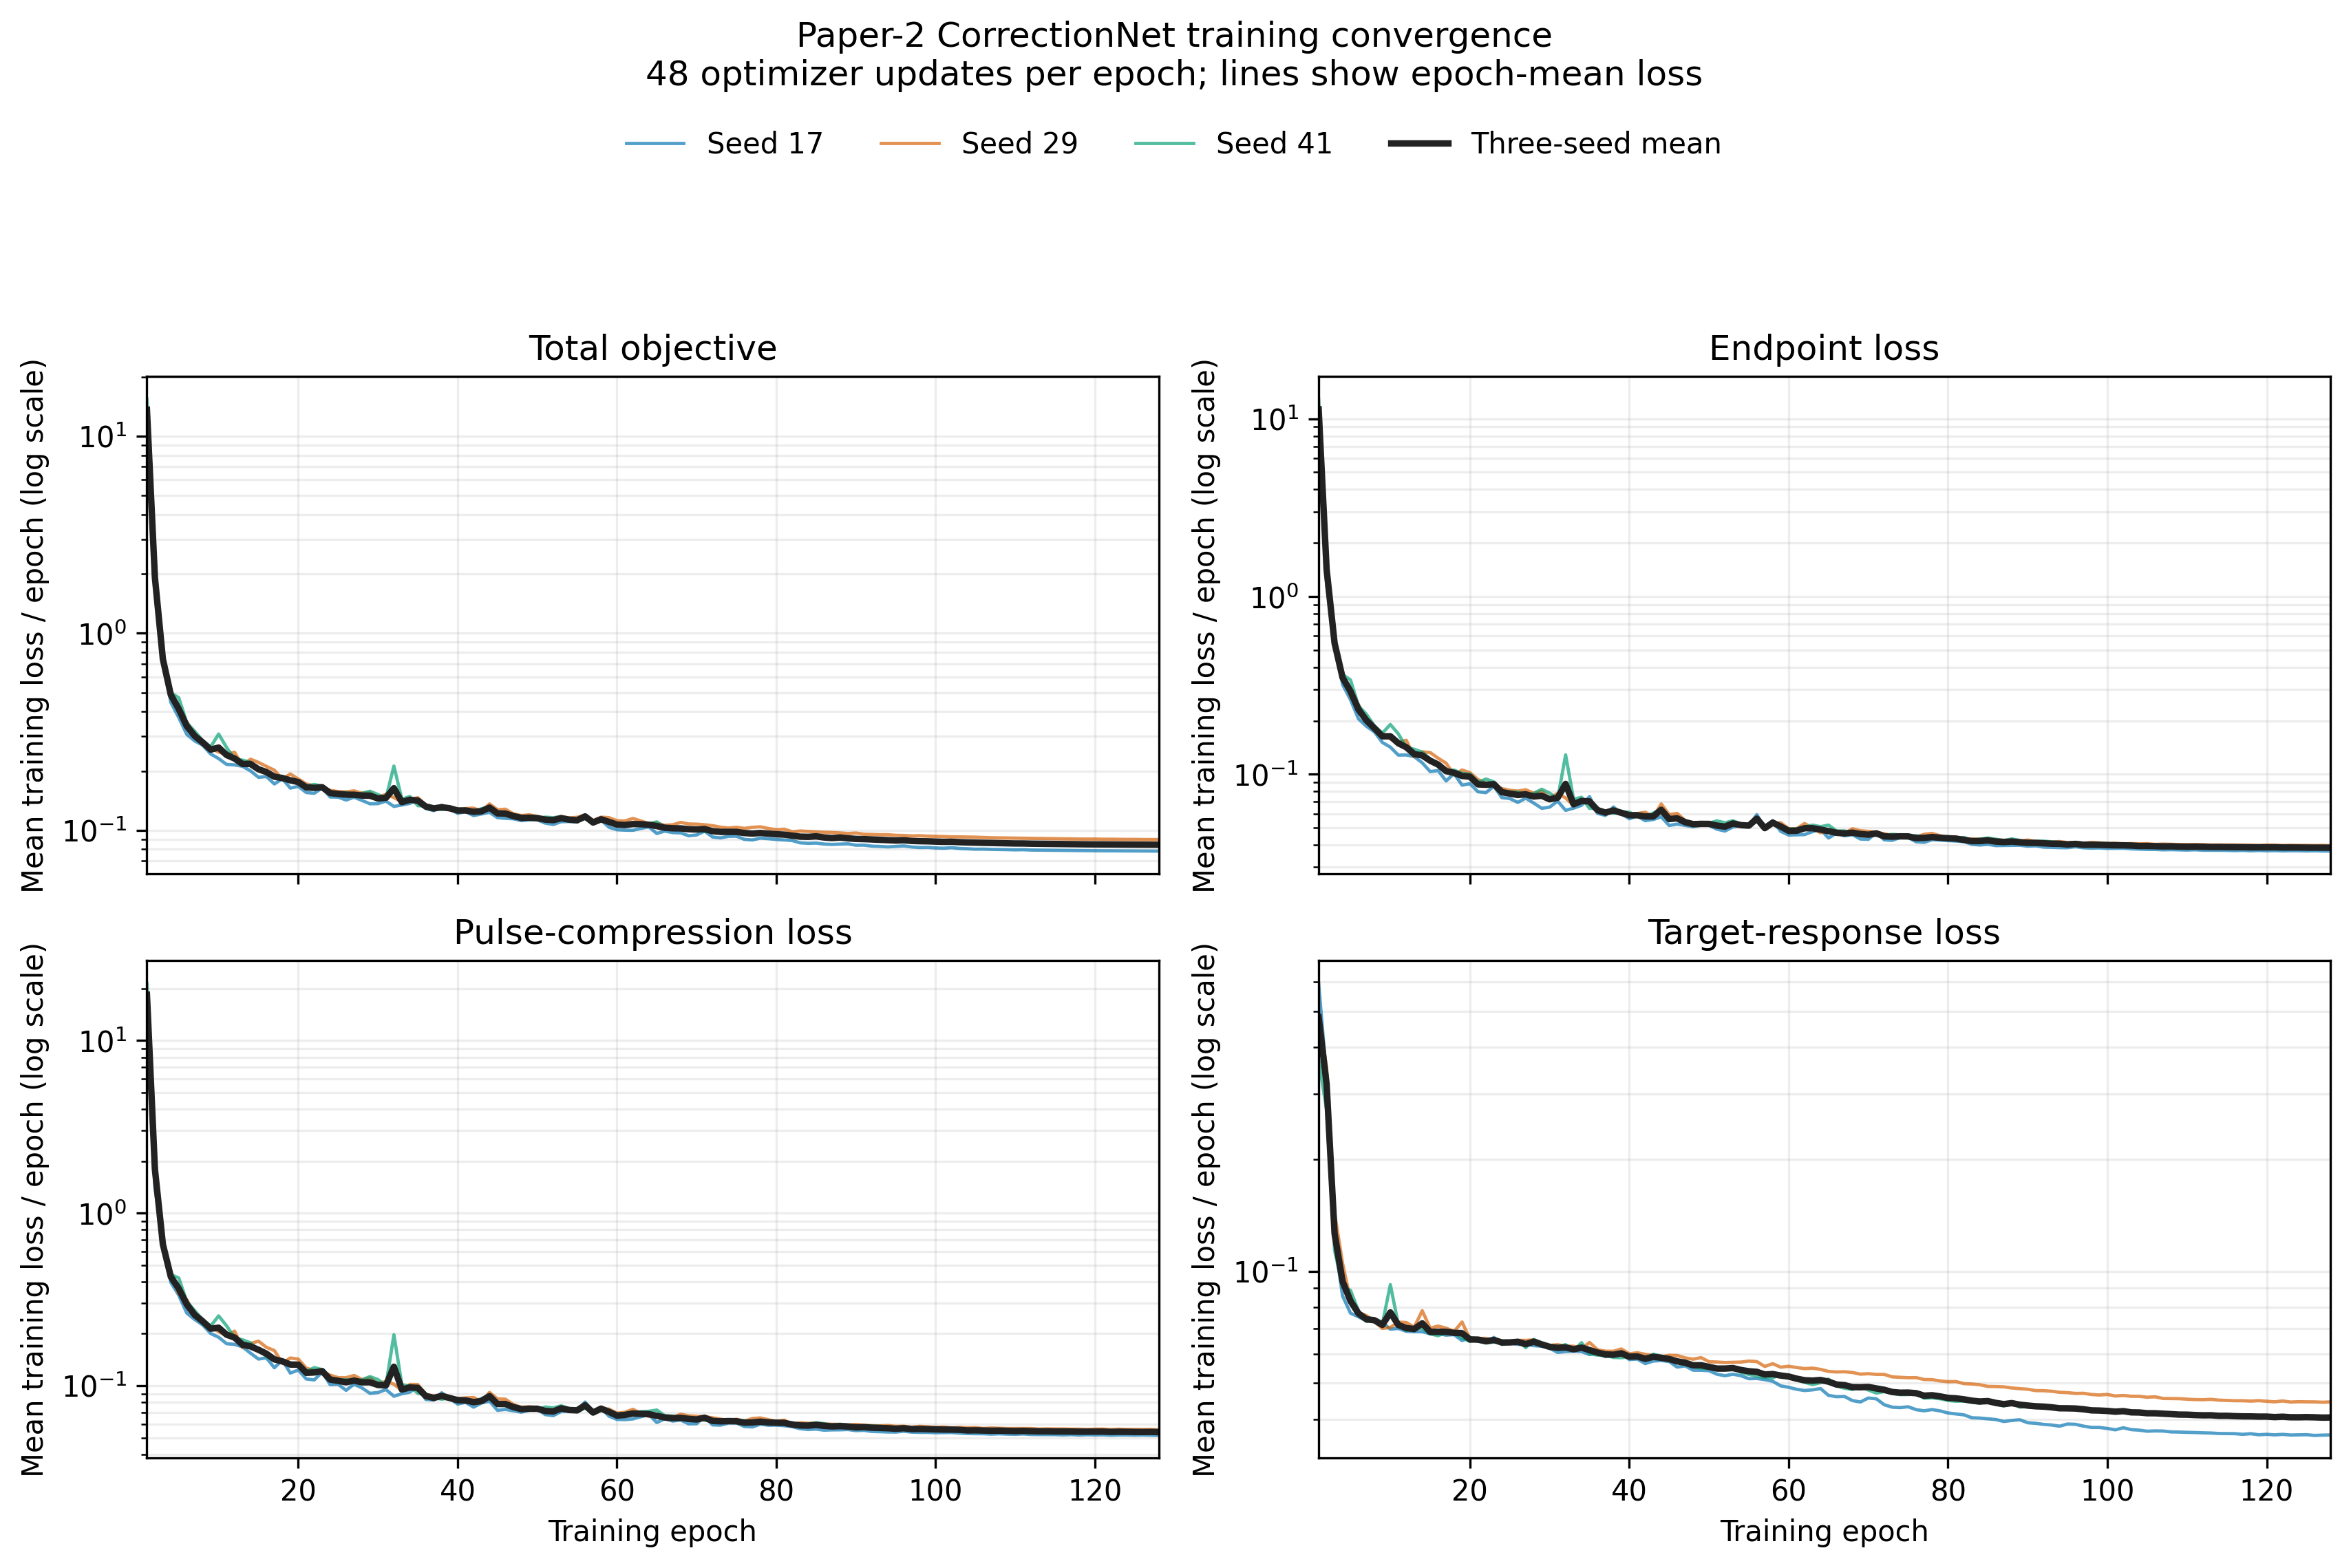 Paper-2 CorrectionNet training convergence
48 optimizer updates per epoch; lines show epoch-mean loss
Seed 17
Seed 29
Seed 41
Three-seed mean
Total objective
Mean training loss / epoch (log scale)
10¹
10⁰
10⁻¹
Endpoint loss
Mean training loss / epoch (log scale)
10¹
10⁰
10⁻¹
Pulse-compression loss
Mean training loss / epoch (log scale)
10¹
10⁰
10⁻¹
20 40 60 80 100 120
Training epoch
Target-response loss
Mean training loss / epoch (log scale)
10⁻¹
20 40 60 80 100 120
Training epoch